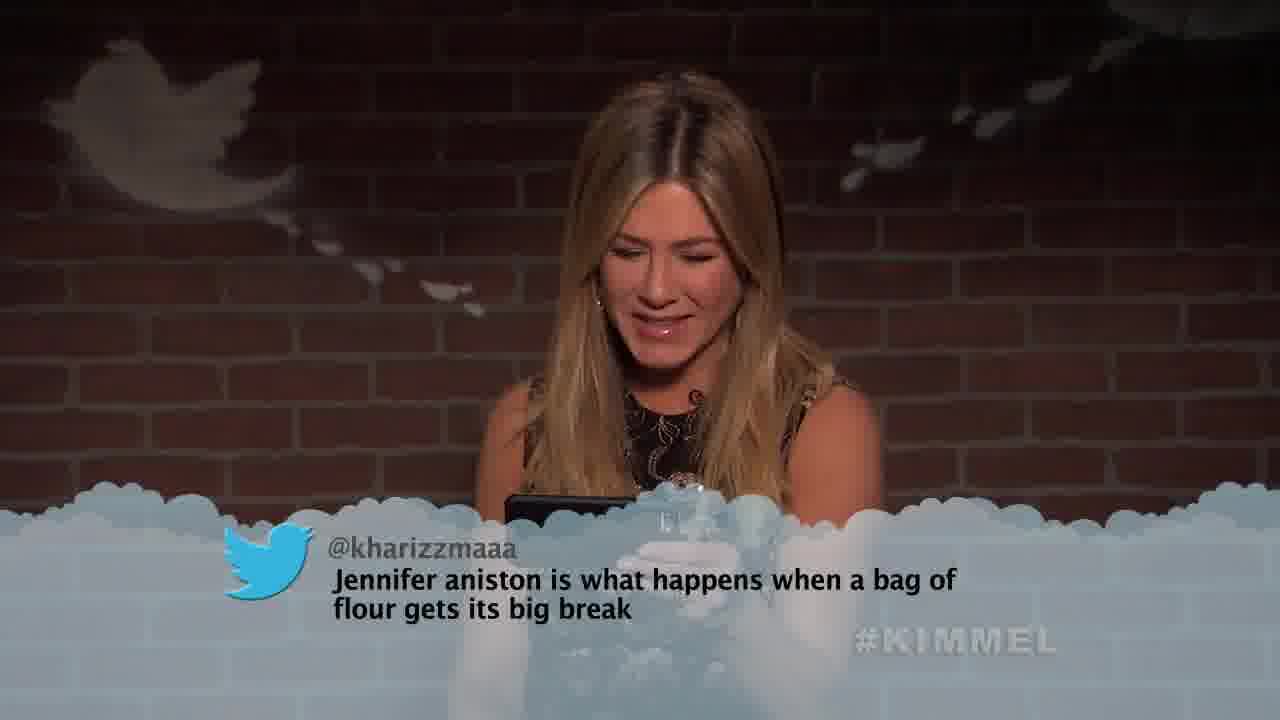 @kharizzmaaa
Jennifer aniston is what happens when a bag of
flour gets its big break
#KIMMEL